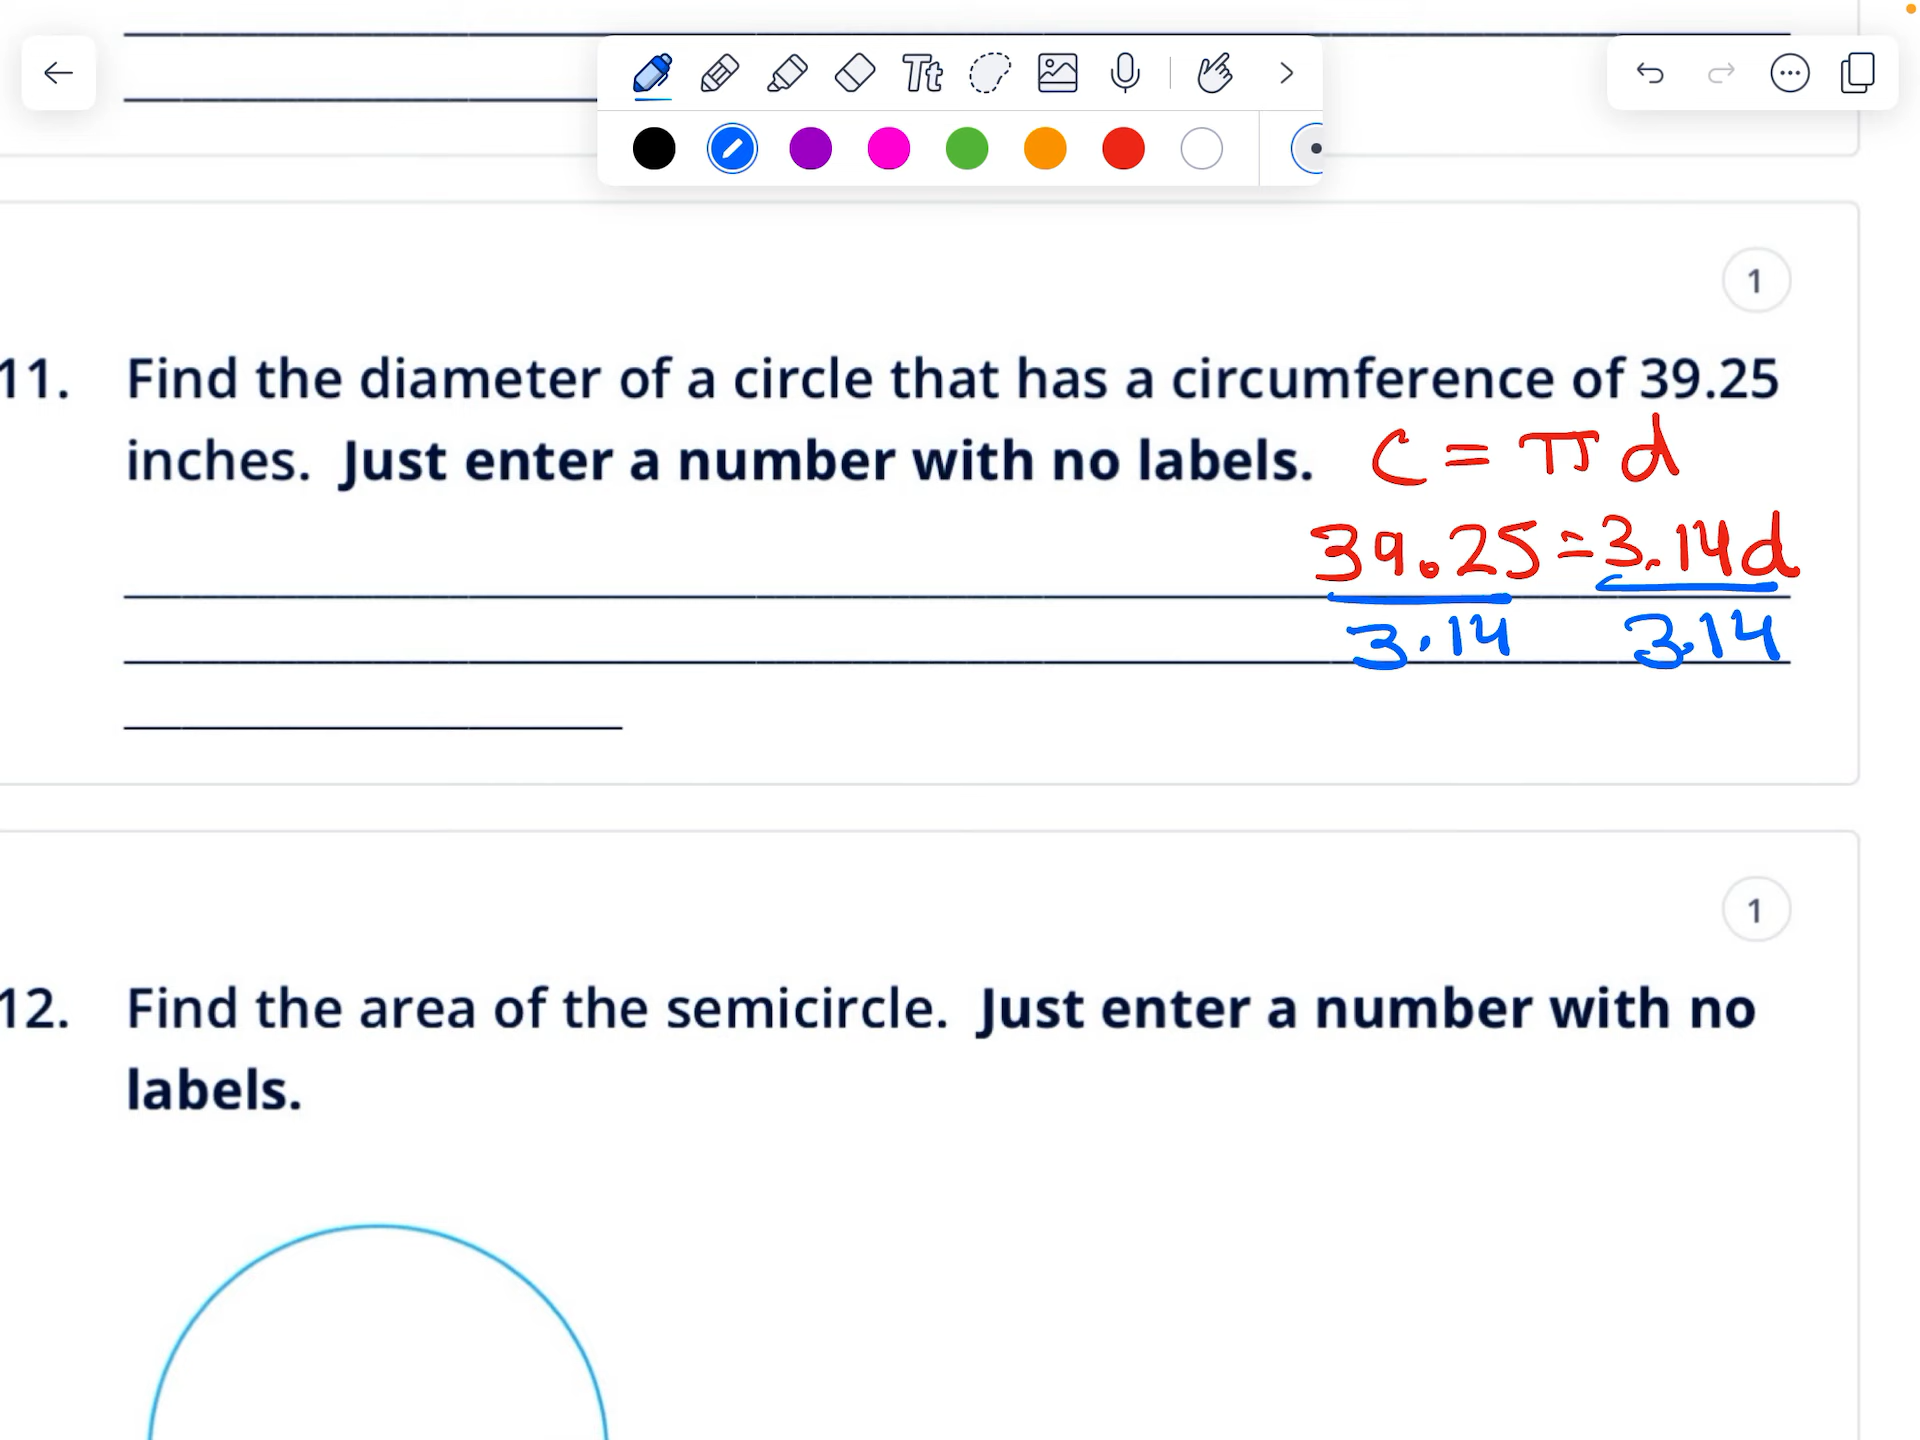 Tt
1
11. Find the diameter of a circle that has a circumference of 39.25
inches. Just enter a number with no labels. C = π d
39.25 = 3.14d
3.14 3.14
1
12. Find the area of the semicircle. Just enter a number with no
labels.